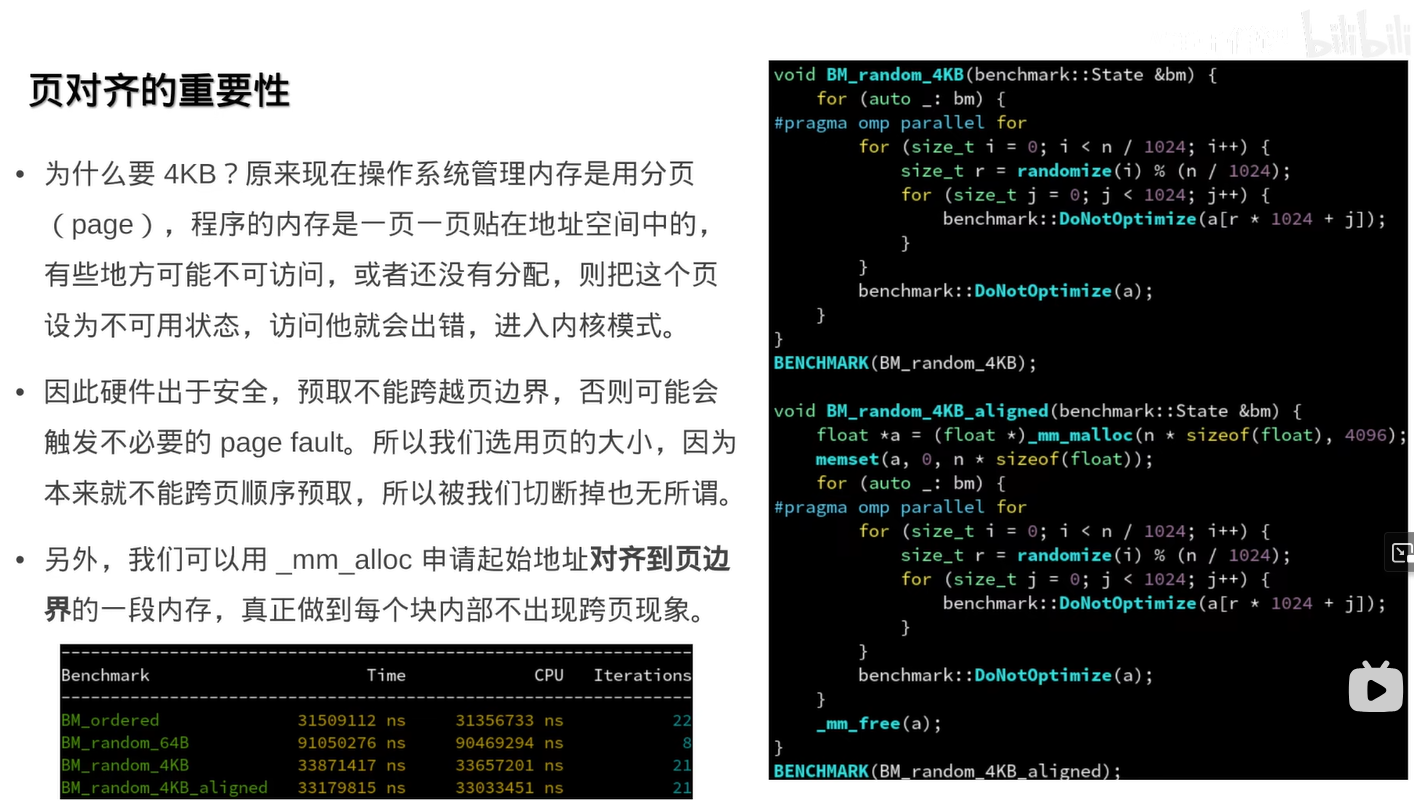 bilibili
页对齐的重要性
• 为什么要 4KB？原来现在操作系统管理内存是用分页
（page），程序的内存是一页一页贴在地址空间中的，
有些地方可能不可访问，或者还没有分配，则把这个页
设为不可用状态，访问他就会出错，进入内核模式。
• 因此硬件出于安全，预取不能跨越页边界，否则可能会
触发不必要的 page fault。所以我们选用页的大小，因为
本来就不能跨页顺序预取，所以被我们切断掉也无所谓。
• 另外，我们可以用 _mm_alloc 申请起始地址对齐到页边
界的一段内存，真正做到每个块内部不出现跨页现象。
Benchmark Time CPU Iterations
BM_ordered 31509112 ns 31356733 ns 22
BM_random_64B 91050276 ns 90469294 ns 8
BM_random_4KB 33871417 ns 33657201 ns 21
BM_random_4KB_aligned 33179815 ns 33033451 ns 21
void BM_random_4KB(benchmark::State &bm) {
for (auto _: bm) {
#pragma omp parallel for
for (size_t i = 0; i < n / 1024; i++) {
size_t r = randomize(i) % (n / 1024);
for (size_t j = 0; j < 1024; j++) {
benchmark::DoNotOptimize(a[r * 1024 + j]);
}
}
benchmark::DoNotOptimize(a);
}
}
BENCHMARK(BM_random_4KB);
void BM_random_4KB_aligned(benchmark::State &bm) {
float *a = (float *)_mm_malloc(n * sizeof(float), 4096);
memset(a, 0, n * sizeof(float));
for (auto _: bm) {
#pragma omp parallel for
for (size_t i = 0; i < n / 1024; i++) {
size_t r = randomize(i) % (n / 1024);
for (size_t j = 0; j < 1024; j++) {
benchmark::DoNotOptimize(a[r * 1024 + j]);
}
}
benchmark::DoNotOptimize(a);
}
_mm_free(a);
}
BENCHMARK(BM_random_4KB_aligned);